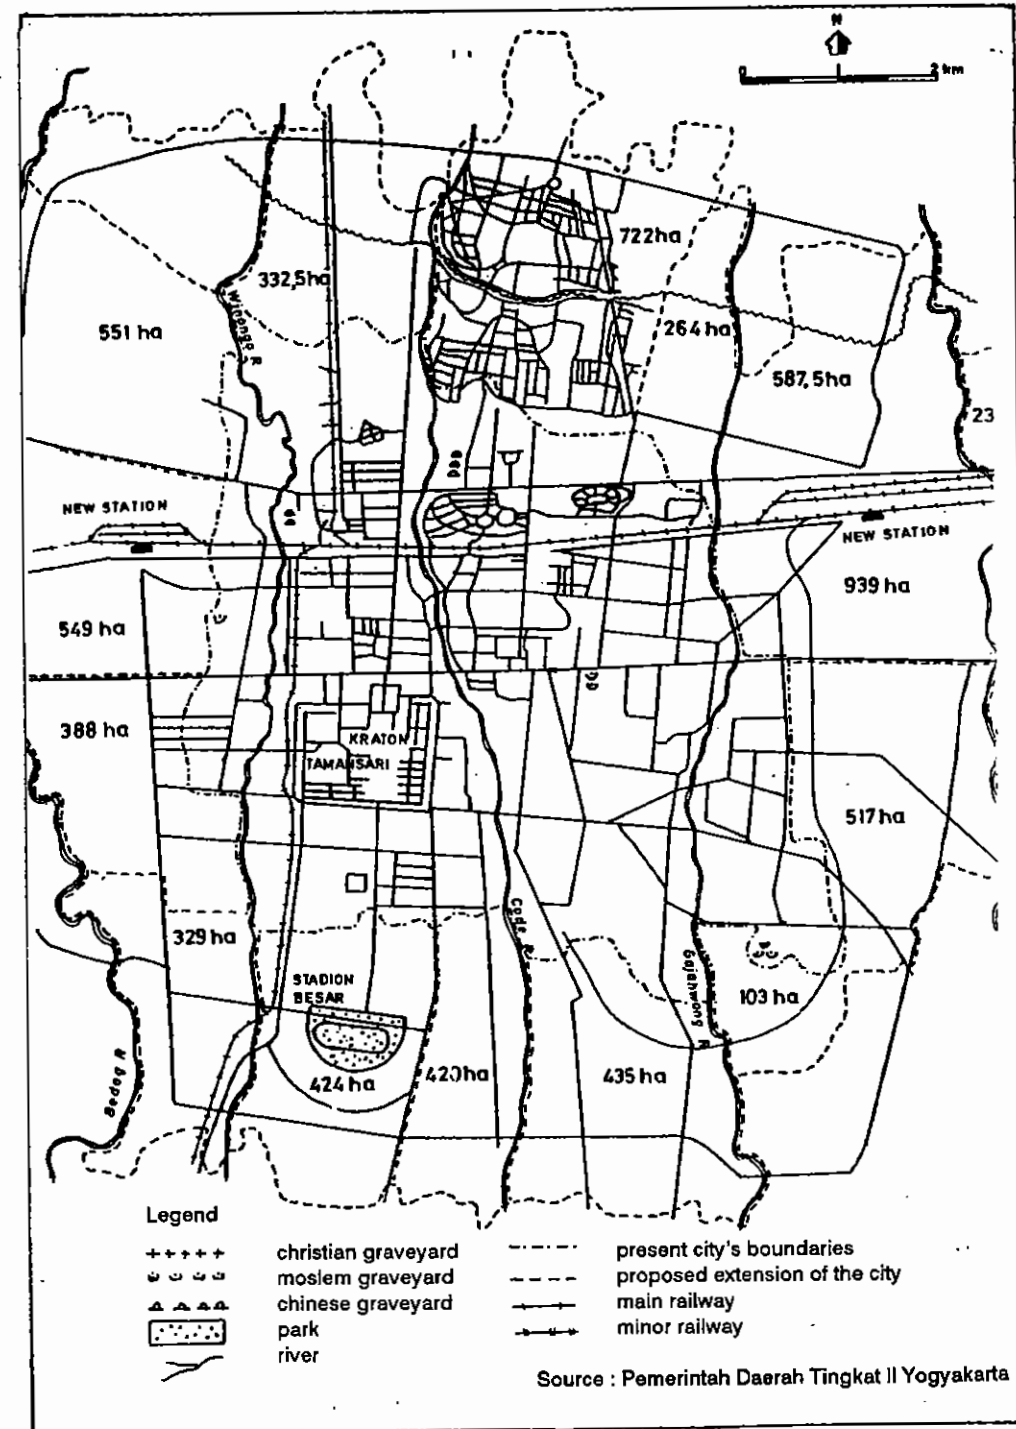 N
0 2 km
722ha
332,5ha
551 ha
Winongo R
264 ha
587,5ha
23
NEW STATION
NEW STATION
939 ha
549 ha
388 ha
KRATON
TAMANSARI
517 ha
329 ha
Code R
Gajahwong R
STADION
BESAR
103 ha
424 ha
420ha
435 ha
Bedog R
Legend
christian graveyard
moslem graveyard
chinese graveyard
park
river
present city's boundaries
proposed extension of the city
main railway
minor railway
Source : Pemerintah Daerah Tingkat II Yogyakarta